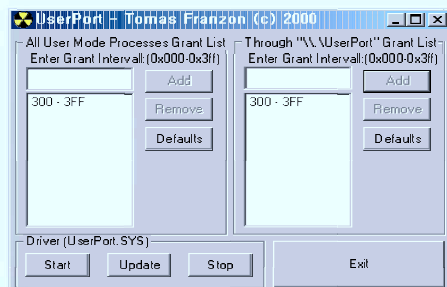 UserPort - Tomas Franzon (c) 2000
All User Mode Processes Grant List
Enter Grant Intervall:(0x000-0x3ff)
Add
300 - 3FF
Remove
Defaults
Through "\\.\UserPort" Grant List
Enter Grant Intervall:(0x000-0x3ff)
Add
300 - 3FF
Remove
Defaults
Driver (UserPort.SYS)
Start Update Stop
Exit